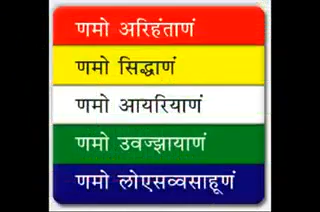 णमो अरिहंताणं
णमो सिद्धाणं
णमो आयरियाणं
णमो उवज्झायाणं
णमो लोएसव्वसाहूणं